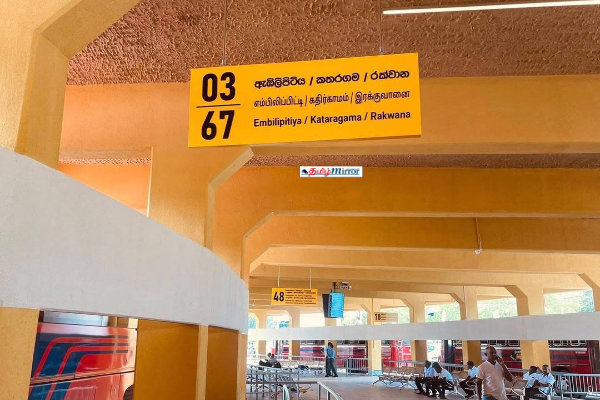 03
67
ඇඹිලිපිටිය / කතරගම / රක්වාන
எம்பிலிப்பிட்டி / கதிர்காமம் / இரக்குவானை
Embilipitiya / Kataragama / Rakwana
தமிழ்mirror
48